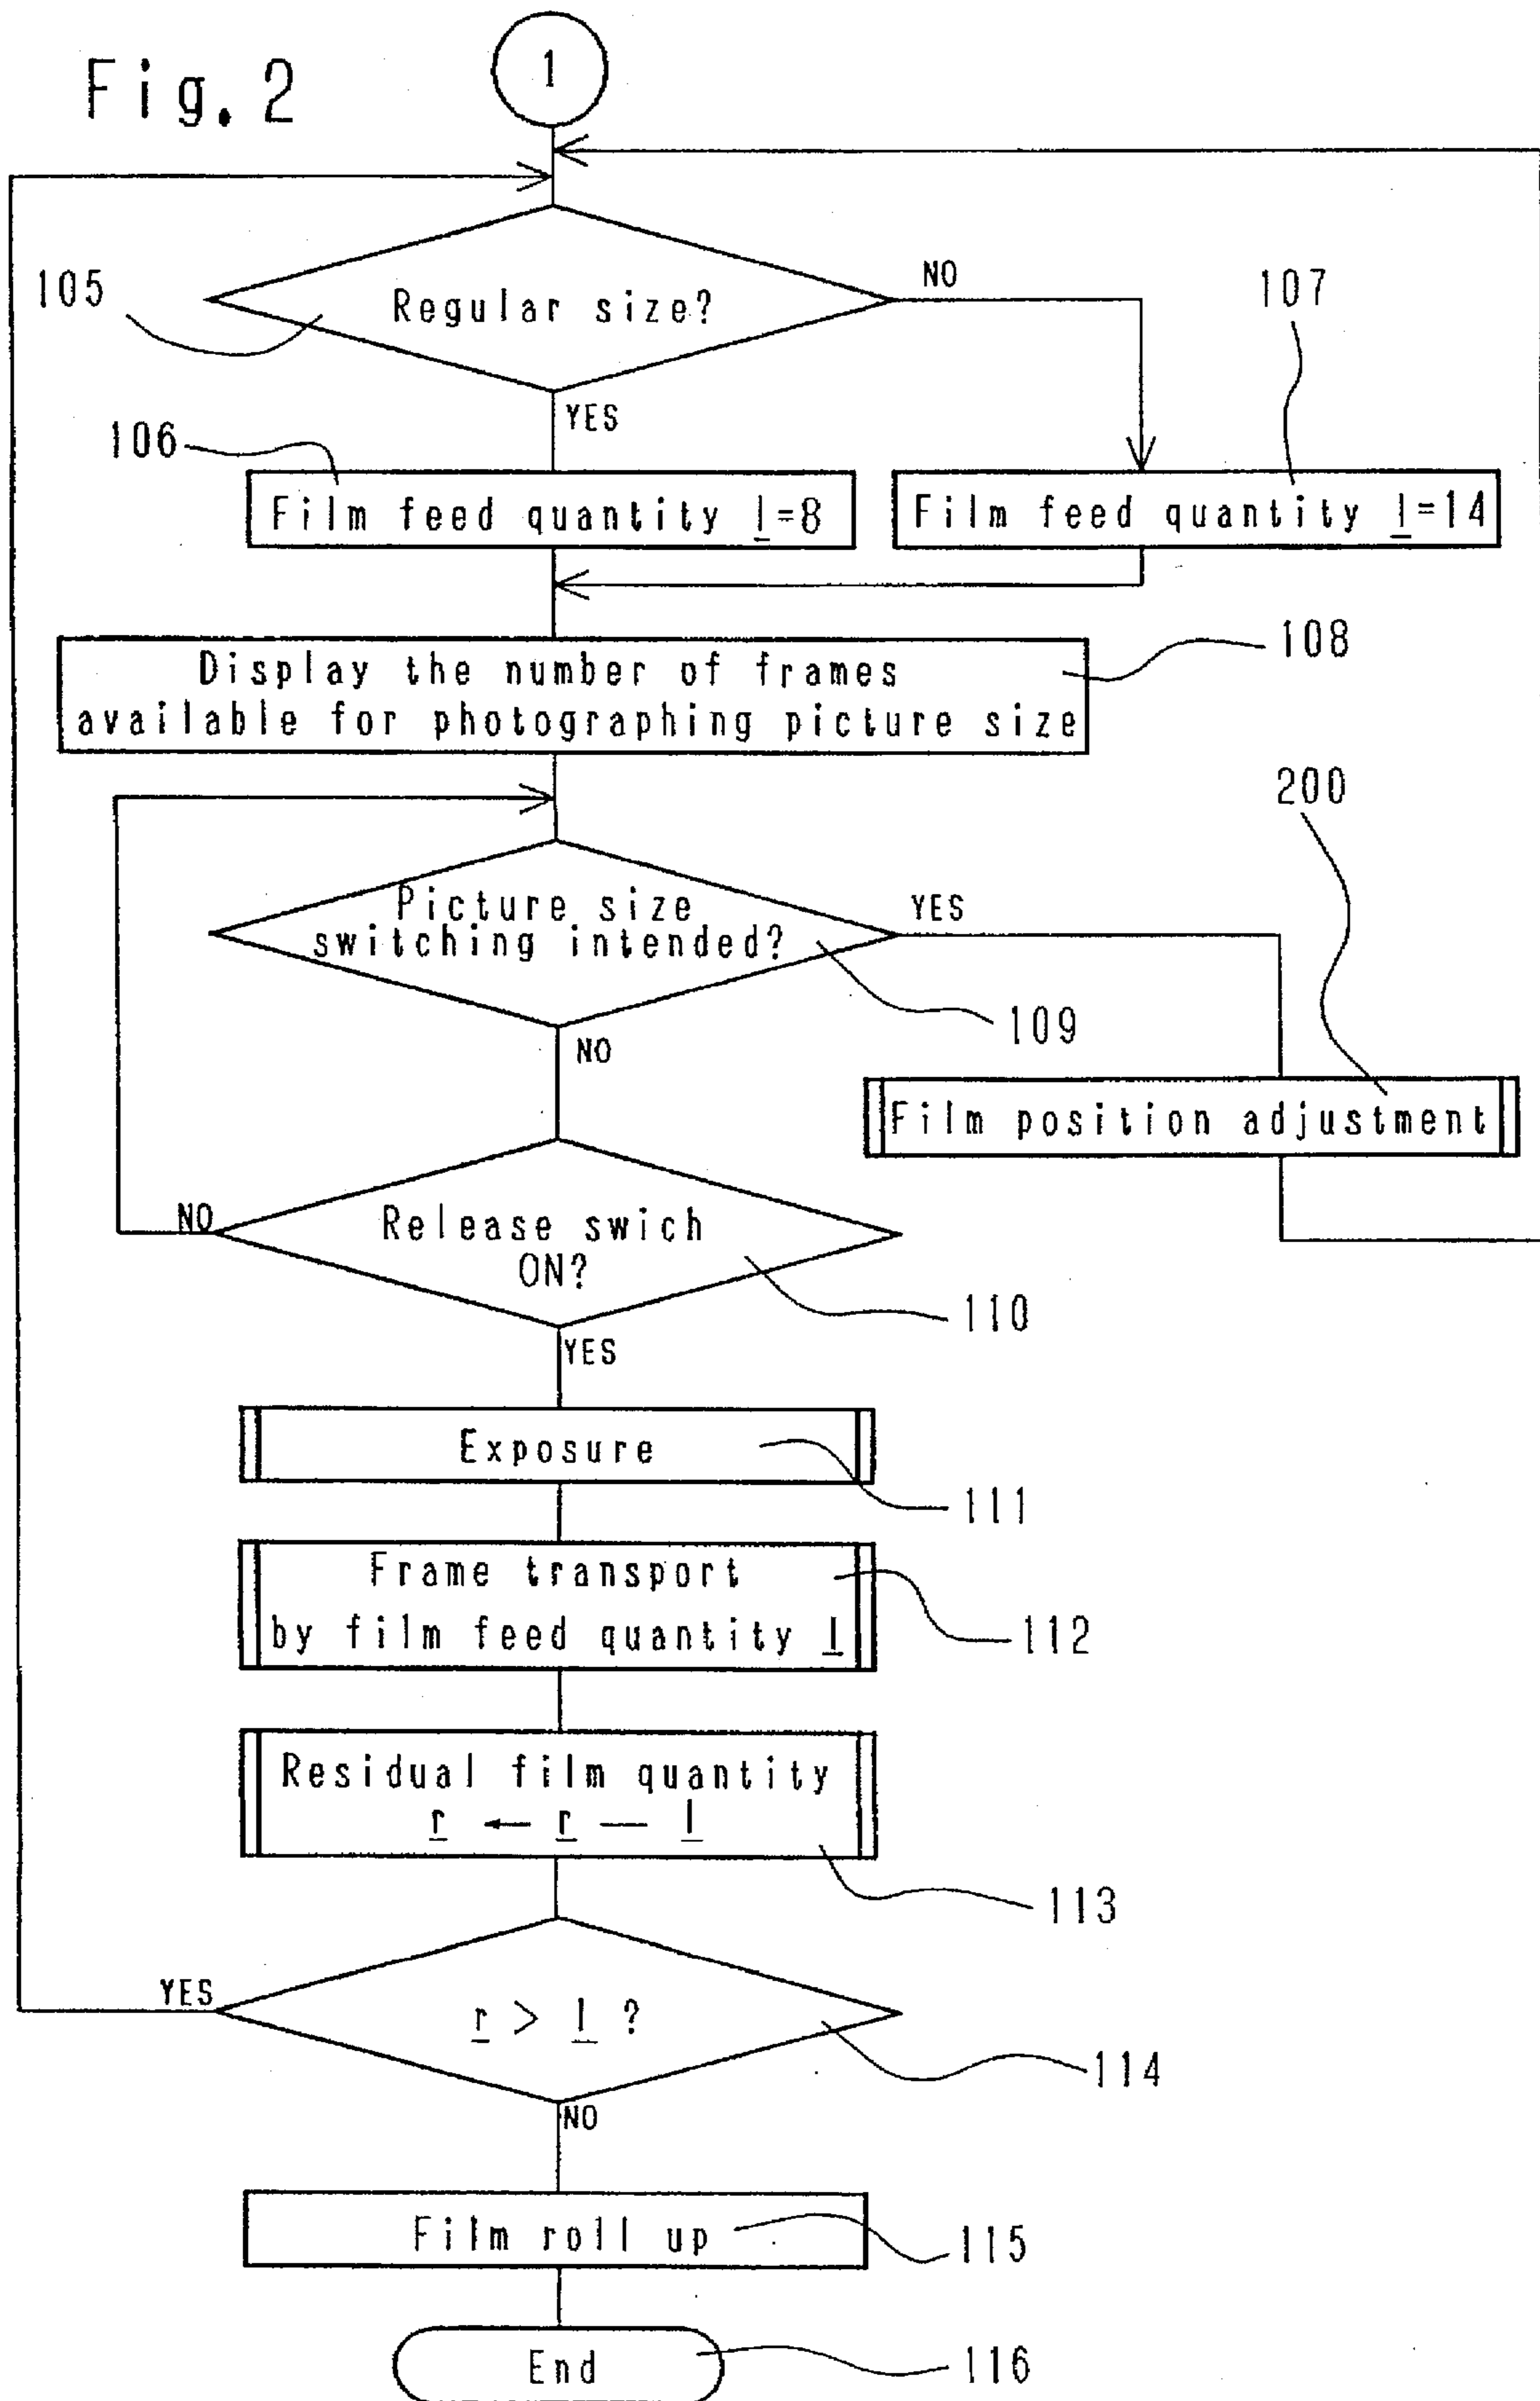 Fig. 2
1
105
Regular size?
NO
107
YES
106
Film feed quantity l=8
Film feed quantity l=14
Display the number of frames
available for photographing picture size
108
200
Picture size
switching intended?
YES
109
NO
Film position adjustment
NO
Release swich
ON?
110
YES
Exposure
111
Frame transport
by film feed quantity l
112
Residual film quantity
r ← r — l
113
YES
r > l ?
114
NO
Film roll up
115
End
116